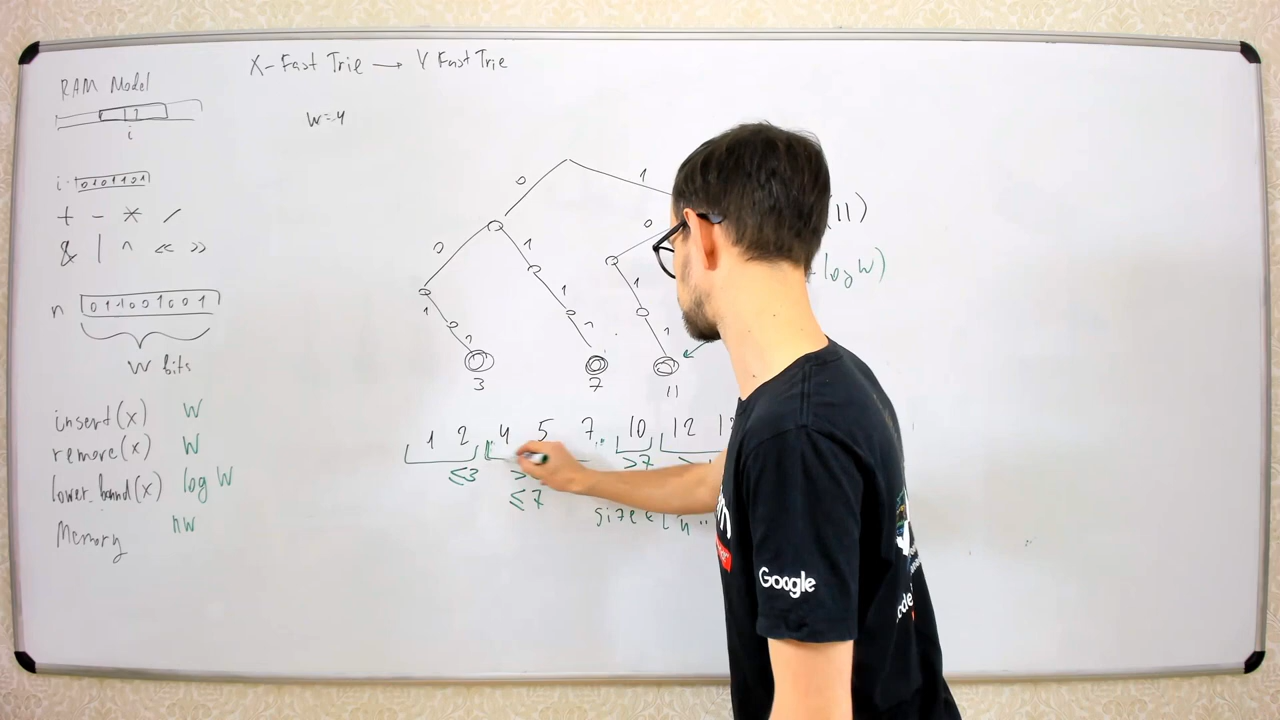 X-Fast Trie → Y Fast Trie
RAM Model
i
w=4
i 0101101
+ - * /
& | ^ << >>
n 011001001
w bits
insert(x) w
remove(x) w
lower_bound(x) log w
Memory nw
0 1
0 1 0
1 1 1
1 1 1
3 7 11
(11)
log w)
1 2 4 5 7 10 12
≤3 > >7
≤7
size
Google